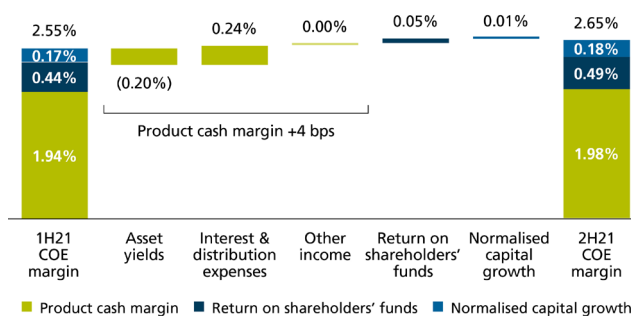 2.55%
0.17%
0.44%
1.94%
(0.20%)
0.24%
0.00%
0.05%
0.01%
2.65%
0.18%
0.49%
1.98%
Product cash margin +4 bps
1H21
COE
margin
Asset
yields
Interest &
distribution
expenses
Other
income
Return on
shareholders’
funds
Normalised
capital
growth
2H21
COE
margin
Product cash margin
Return on shareholders’ funds
Normalised capital growth